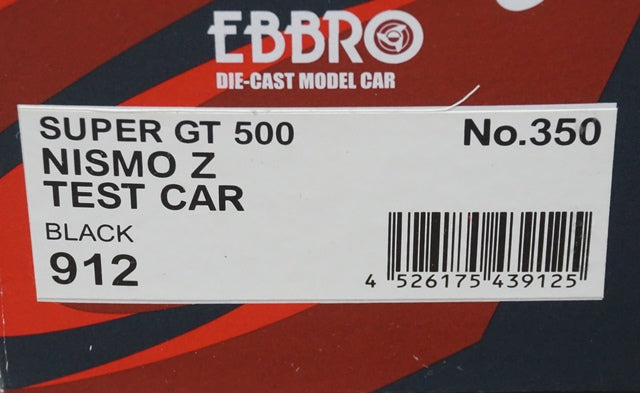 EBBRO
DIE-CAST MODEL CAR
SUPER GT 500 No.350
NISMO Z
TEST CAR
BLACK
912
4 526175 439125